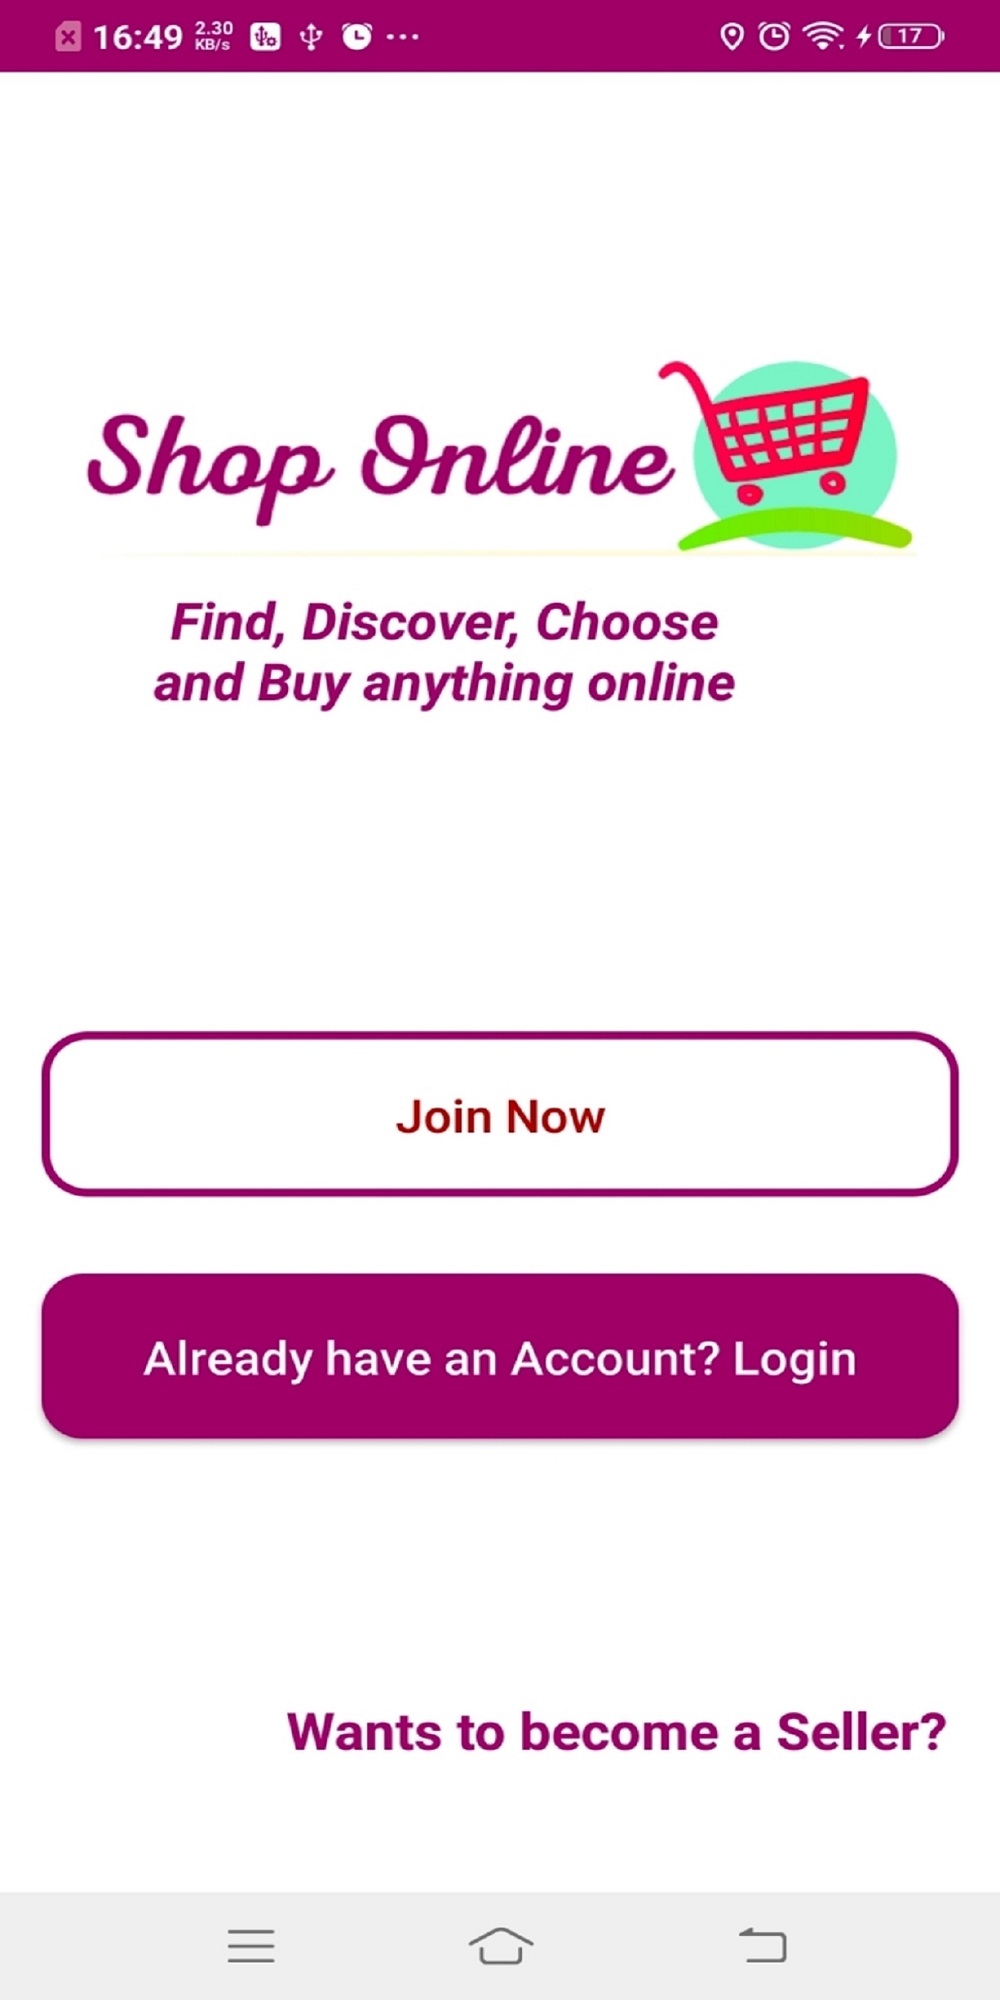 16:49 2.30 KB/s ... 17
Shop Online
Find, Discover, Choose
and Buy anything online
Join Now
Already have an Account? Login
Wants to become a Seller?